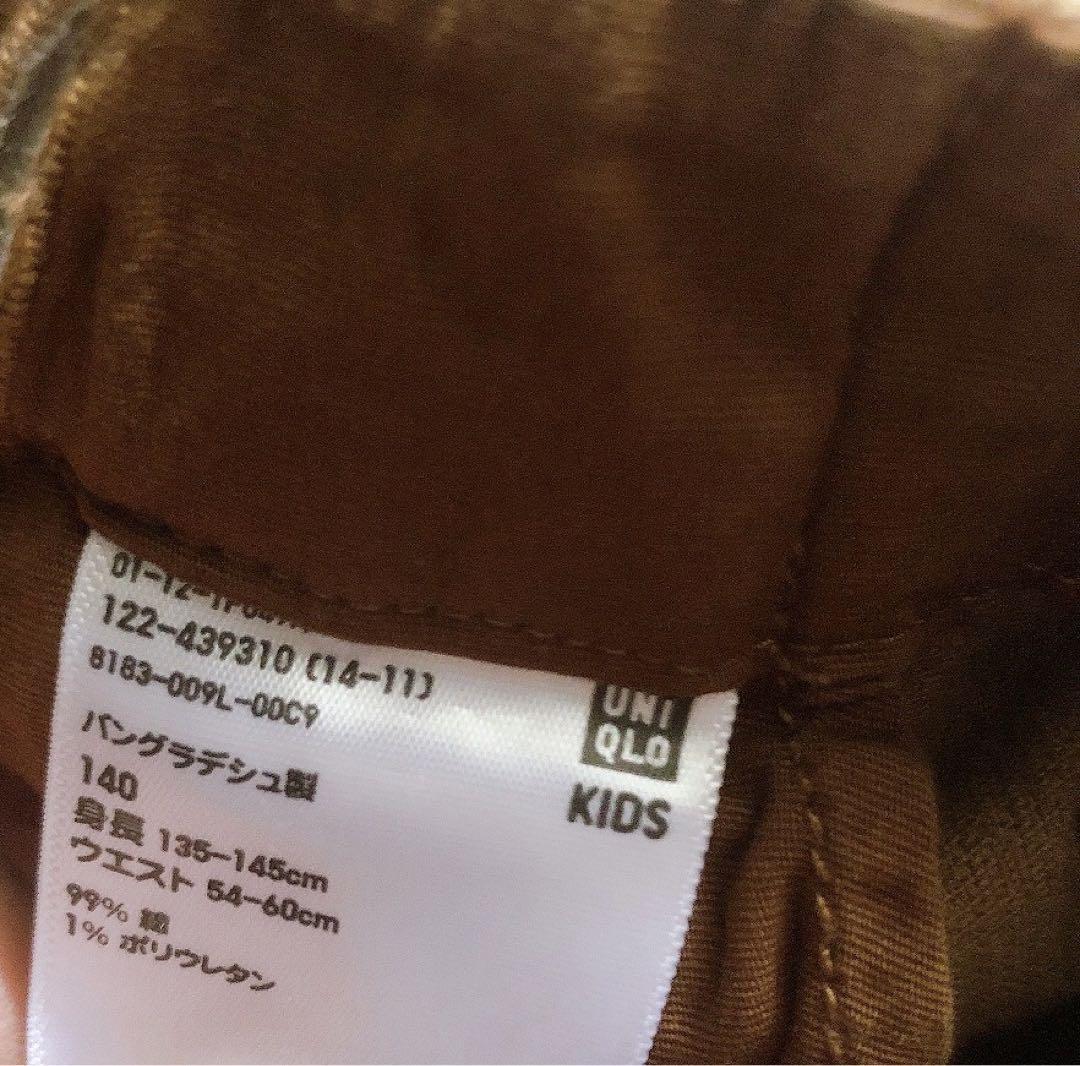 122-439310 (14-11)
8183-009L-00C9
バングラデシュ製
140
身長 135-145cm
ウエスト 54-60cm
99% 綿
1% ポリウレタン
UNI
QLO
KIDS